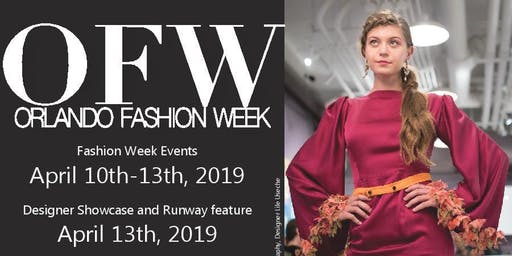 OFW
ORLANDO FASHION WEEK
Fashion Week Events
April 10th-13th, 2019
Designer Showcase and Runway feature
April 13th, 2019
Designer